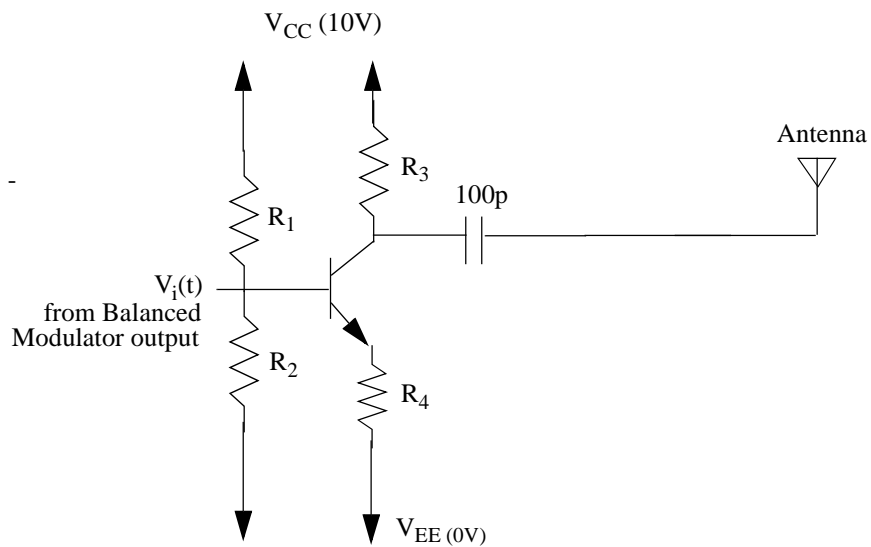 V_CC (10V)
Antenna
R_3
-
100p
R_1
V_i(t)
from Balanced
Modulator output
R_2
R_4
V_EE (0V)